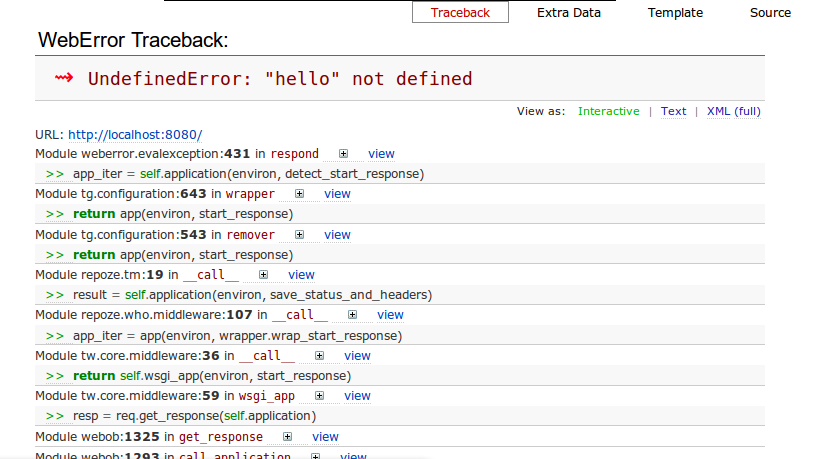 Traceback Extra Data Template Source
WebError Traceback:
⇝ UndefinedError: "hello" not defined
View as: Interactive | Text | XML (full)
URL: http://localhost:8080/
Module weberror.evalexception:431 in respond view
>> app_iter = self.application(environ, detect_start_response)
Module tg.configuration:643 in wrapper view
>> return app(environ, start_response)
Module tg.configuration:543 in remover view
>> return app(environ, start_response)
Module repoze.tm:19 in __call__ view
>> result = self.application(environ, save_status_and_headers)
Module repoze.who.middleware:107 in __call__ view
>> app_iter = app(environ, wrapper.wrap_start_response)
Module tw.core.middleware:36 in __call__ view
>> return self.wsgi_app(environ, start_response)
Module tw.core.middleware:59 in wsgi_app view
>> resp = req.get_response(self.application)
Module webob:1325 in get_response view
Module webob:1293 in call_application view